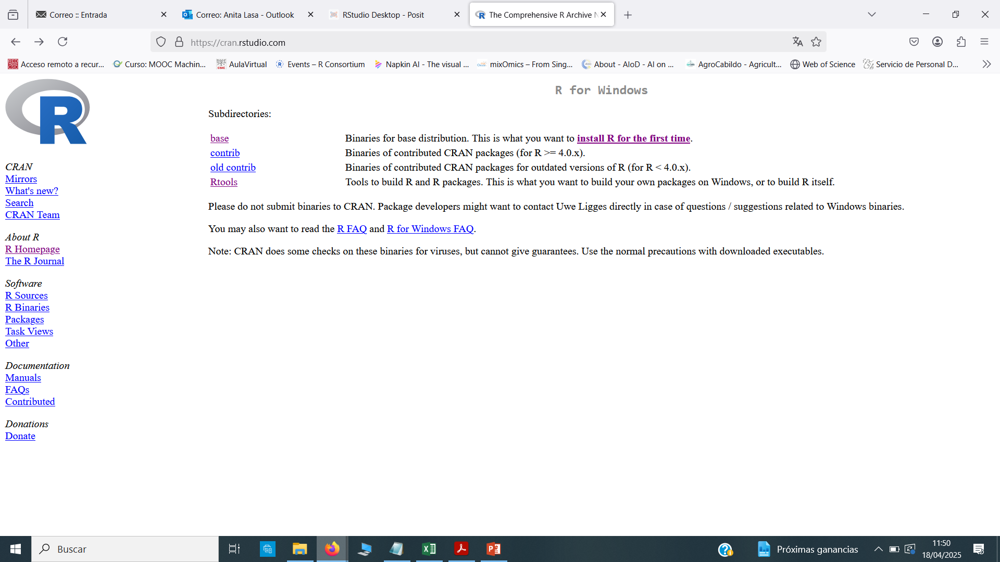 Correo :: Entrada
Correo: Anita Lasa - Outlook
RStudio Desktop - Posit
The Comprehensive R Archive N
https://cran.rstudio.com
Acceso remoto a recur...
Curso: MOOC Machin...
AulaVirtual
Events – R Consortium
Napkin AI - The visual ...
mixOmics – From Sing...
About - AIoD - AI on ...
AgroCabildo - Agricult...
Web of Science
Servicio de Personal D...
R for Windows
Subdirectories:
base Binaries for base distribution. This is what you want to install R for the first time.
contrib Binaries of contributed CRAN packages (for R >= 4.0.x).
old contrib Binaries of contributed CRAN packages for outdated versions of R (for R < 4.0.x).
Rtools Tools to build R and R packages. This is what you want to build your own packages on Windows, or to build R itself.
Please do not submit binaries to CRAN. Package developers might want to contact Uwe Ligges directly in case of questions / suggestions related to Windows binaries.
You may also want to read the R FAQ and R for Windows FAQ.
Note: CRAN does some checks on these binaries for viruses, but cannot give guarantees. Use the normal precautions with downloaded executables.
CRAN
Mirrors
What's new?
Search
CRAN Team
About R
R Homepage
The R Journal
Software
R Sources
R Binaries
Packages
Task Views
Other
Documentation
Manuals
FAQs
Contributed
Donations
Donate
Buscar
Próximas ganancias
11:50
18/04/2025